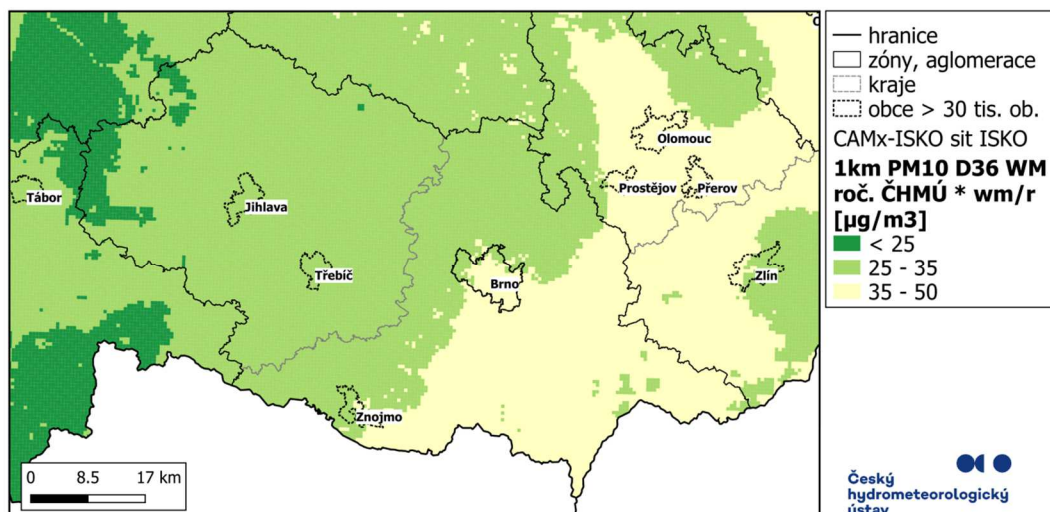 hranice
zóny, aglomerace
kraje
obce > 30 tis. ob.
CAMx-ISKO sit ISKO
1km PM10 D36 WM
roč. ČHMÚ * wm/r
[µg/m3]
< 25
25 - 35
35 - 50
Olomouc
Prostějov
Přerov
Tábor
Jihlava
Třebíč
Brno
Zlín
Znojmo
0 8.5 17 km
Český
hydrometeorologický
ústav